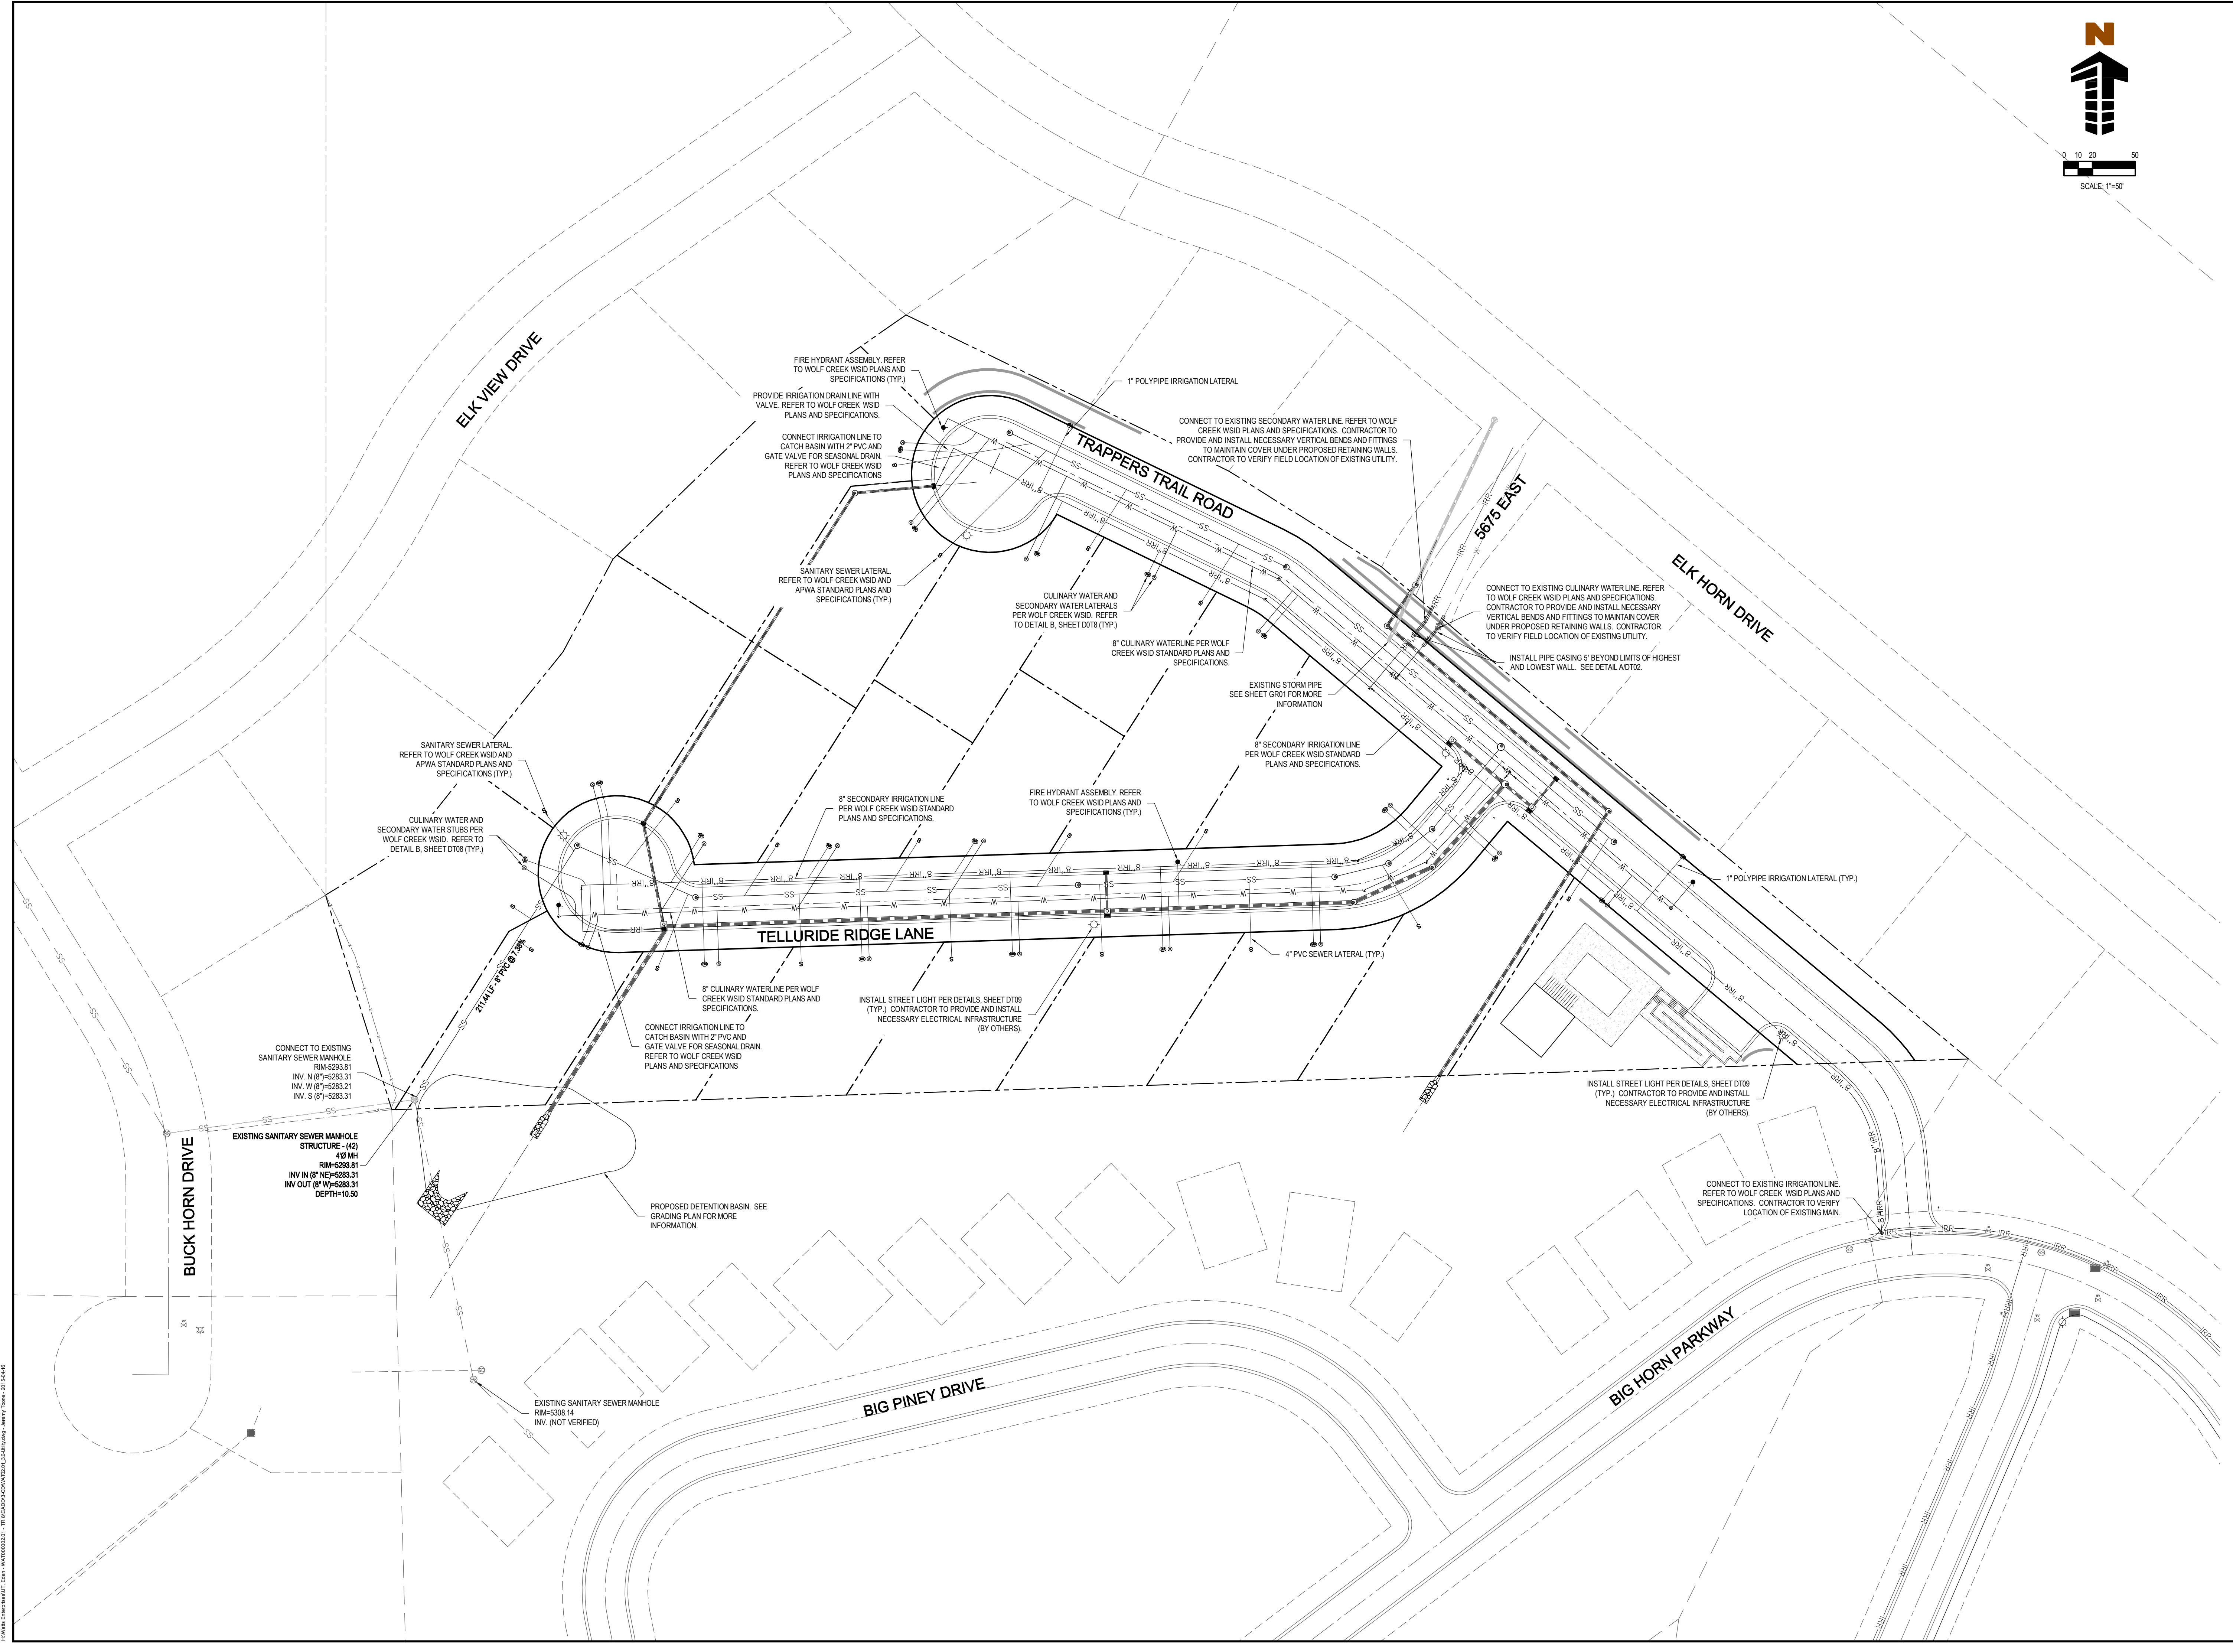 N
0 10 20 50
SCALE: 1"=50'
ELK VIEW DRIVE
FIRE HYDRANT ASSEMBLY. REFER
TO WOLF CREEK WSID PLANS AND
SPECIFICATIONS (TYP.)
PROVIDE IRRIGATION DRAIN LINE WITH
VALVE. REFER TO WOLF CREEK WSID
PLANS AND SPECIFICATIONS.
CONNECT IRRIGATION LINE TO
CATCH BASIN WITH 2" PVC AND
GATE VALVE FOR SEASONAL DRAIN.
REFER TO WOLF CREEK WSID
PLANS AND SPECIFICATIONS
1" POLYPIPE IRRIGATION LATERAL
TRAPPERS TRAIL ROAD
CONNECT TO EXISTING SECONDARY WATER LINE. REFER TO WOLF
CREEK WSID PLANS AND SPECIFICATIONS. CONTRACTOR TO
PROVIDE AND INSTALL NECESSARY VERTICAL BENDS AND FITTINGS
TO MAINTAIN COVER UNDER PROPOSED RETAINING WALLS.
CONTRACTOR TO VERIFY FIELD LOCATION OF EXISTING UTILITY.
5675 EAST
ELK HORN DRIVE
SANITARY SEWER LATERAL.
REFER TO WOLF CREEK WSID AND
APWA STANDARD PLANS AND
SPECIFICATIONS (TYP.)
CULINARY WATER AND
SECONDARY WATER LATERALS
PER WOLF CREEK WSID. REFER
TO DETAIL B, SHEET D0T8 (TYP.)
CONNECT TO EXISTING CULINARY WATER LINE. REFER
TO WOLF CREEK WSID PLANS AND SPECIFICATIONS.
CONTRACTOR TO PROVIDE AND INSTALL NECESSARY
VERTICAL BENDS AND FITTINGS TO MAINTAIN COVER
UNDER PROPOSED RETAINING WALLS. CONTRACTOR
TO VERIFY FIELD LOCATION OF EXISTING UTILITY.
8" CULINARY WATERLINE PER WOLF
CREEK WSID STANDARD PLANS AND
SPECIFICATIONS.
INSTALL PIPE CASING 5' BEYOND LIMITS OF HIGHEST
AND LOWEST WALL. SEE DETAIL A/DT02.
EXISTING STORM PIPE
SEE SHEET GR01 FOR MORE
INFORMATION
8" SECONDARY IRRIGATION LINE
PER WOLF CREEK WSID STANDARD
PLANS AND SPECIFICATIONS.
SANITARY SEWER LATERAL.
REFER TO WOLF CREEK WSID AND
APWA STANDARD PLANS AND
SPECIFICATIONS (TYP.)
CULINARY WATER AND
SECONDARY WATER STUBS PER
WOLF CREEK WSID. REFER TO
DETAIL B, SHEET DT08 (TYP.)
8" SECONDARY IRRIGATION LINE
PER WOLF CREEK WSID STANDARD
PLANS AND SPECIFICATIONS.
FIRE HYDRANT ASSEMBLY. REFER
TO WOLF CREEK WSID PLANS AND
SPECIFICATIONS (TYP.)
1" POLYPIPE IRRIGATION LATERAL (TYP.)
TELLURIDE RIDGE LANE
211.44 LF - 8" PVC @ 7.38%
4" PVC SEWER LATERAL (TYP.)
8" CULINARY WATERLINE PER WOLF
CREEK WSID STANDARD PLANS AND
SPECIFICATIONS.
INSTALL STREET LIGHT PER DETAILS, SHEET DT09
(TYP.) CONTRACTOR TO PROVIDE AND INSTALL
NECESSARY ELECTRICAL INFRASTRUCTURE
(BY OTHERS).
CONNECT IRRIGATION LINE TO
CATCH BASIN WITH 2" PVC AND
GATE VALVE FOR SEASONAL DRAIN.
REFER TO WOLF CREEK WSID
PLANS AND SPECIFICATIONS
CONNECT TO EXISTING
SANITARY SEWER MANHOLE
RIM-5293.81
INV. N (8")=5283.31
INV. W (8")=5283.21
INV. S (8")=5283.31
INSTALL STREET LIGHT PER DETAILS, SHEET DT09
(TYP.) CONTRACTOR TO PROVIDE AND INSTALL
NECESSARY ELECTRICAL INFRASTRUCTURE
(BY OTHERS).
EXISTING SANITARY SEWER MANHOLE
STRUCTURE - (42)
4'Ø MH
RIM=5293.81
INV IN (8" NE)=5283.31
INV OUT (8" W)=5283.31
DEPTH=10.50
BUCK HORN DRIVE
PROPOSED DETENTION BASIN. SEE
GRADING PLAN FOR MORE
INFORMATION.
CONNECT TO EXISTING IRRIGATION LINE.
REFER TO WOLF CREEK WSID PLANS AND
SPECIFICATIONS. CONTRACTOR TO VERIFY
LOCATION OF EXISTING MAIN.
EXISTING SANITARY SEWER MANHOLE
RIM=5308.14
INV. (NOT VERIFIED)
BIG PINEY DRIVE
BIG HORN PARKWAY